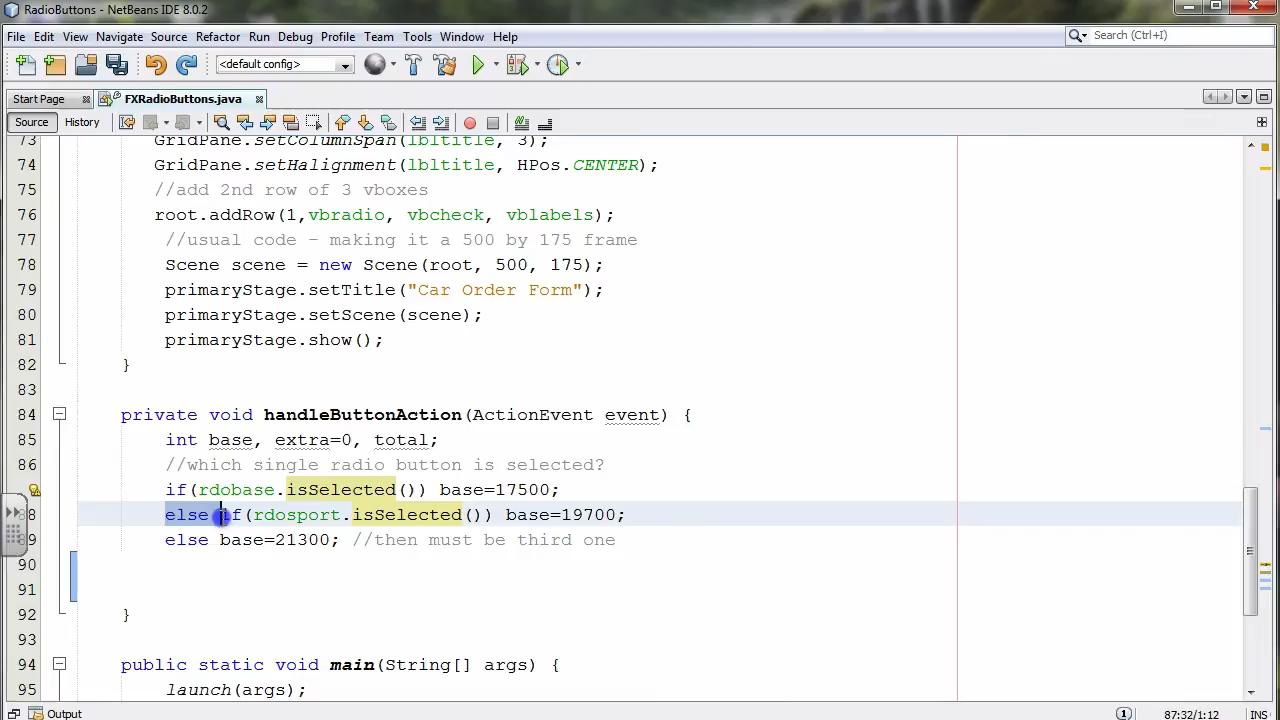 RadioButtons - NetBeans IDE 8.0.2
File Edit View Navigate Source Refactor Run Debug Profile Team Tools Window Help
Search (Ctrl+I)
<default config>
Start Page
FXRadioButtons.java
Source History
73 GridPane.setColumnSpan(lbltitle, 3);
74 GridPane.setHalignment(lbltitle, HPos.CENTER);
75 //add 2nd row of 3 vboxes
76 root.addRow(1,vbradio, vbcheck, vblabels);
77 //usual code - making it a 500 by 175 frame
78 Scene scene = new Scene(root, 500, 175);
79 primaryStage.setTitle("Car Order Form");
80 primaryStage.setScene(scene);
81 primaryStage.show();
82 }
83
84 private void handleButtonAction(ActionEvent event) {
85 int base, extra=0, total;
86 //which single radio button is selected?
if(rdobase.isSelected()) base=17500;
8 else if(rdosport.isSelected()) base=19700;
9 else base=21300; //then must be third one
90
91
92 }
93
94 public static void main(String[] args) {
95 launch(args);
Output
1
87:32/1:12
INS